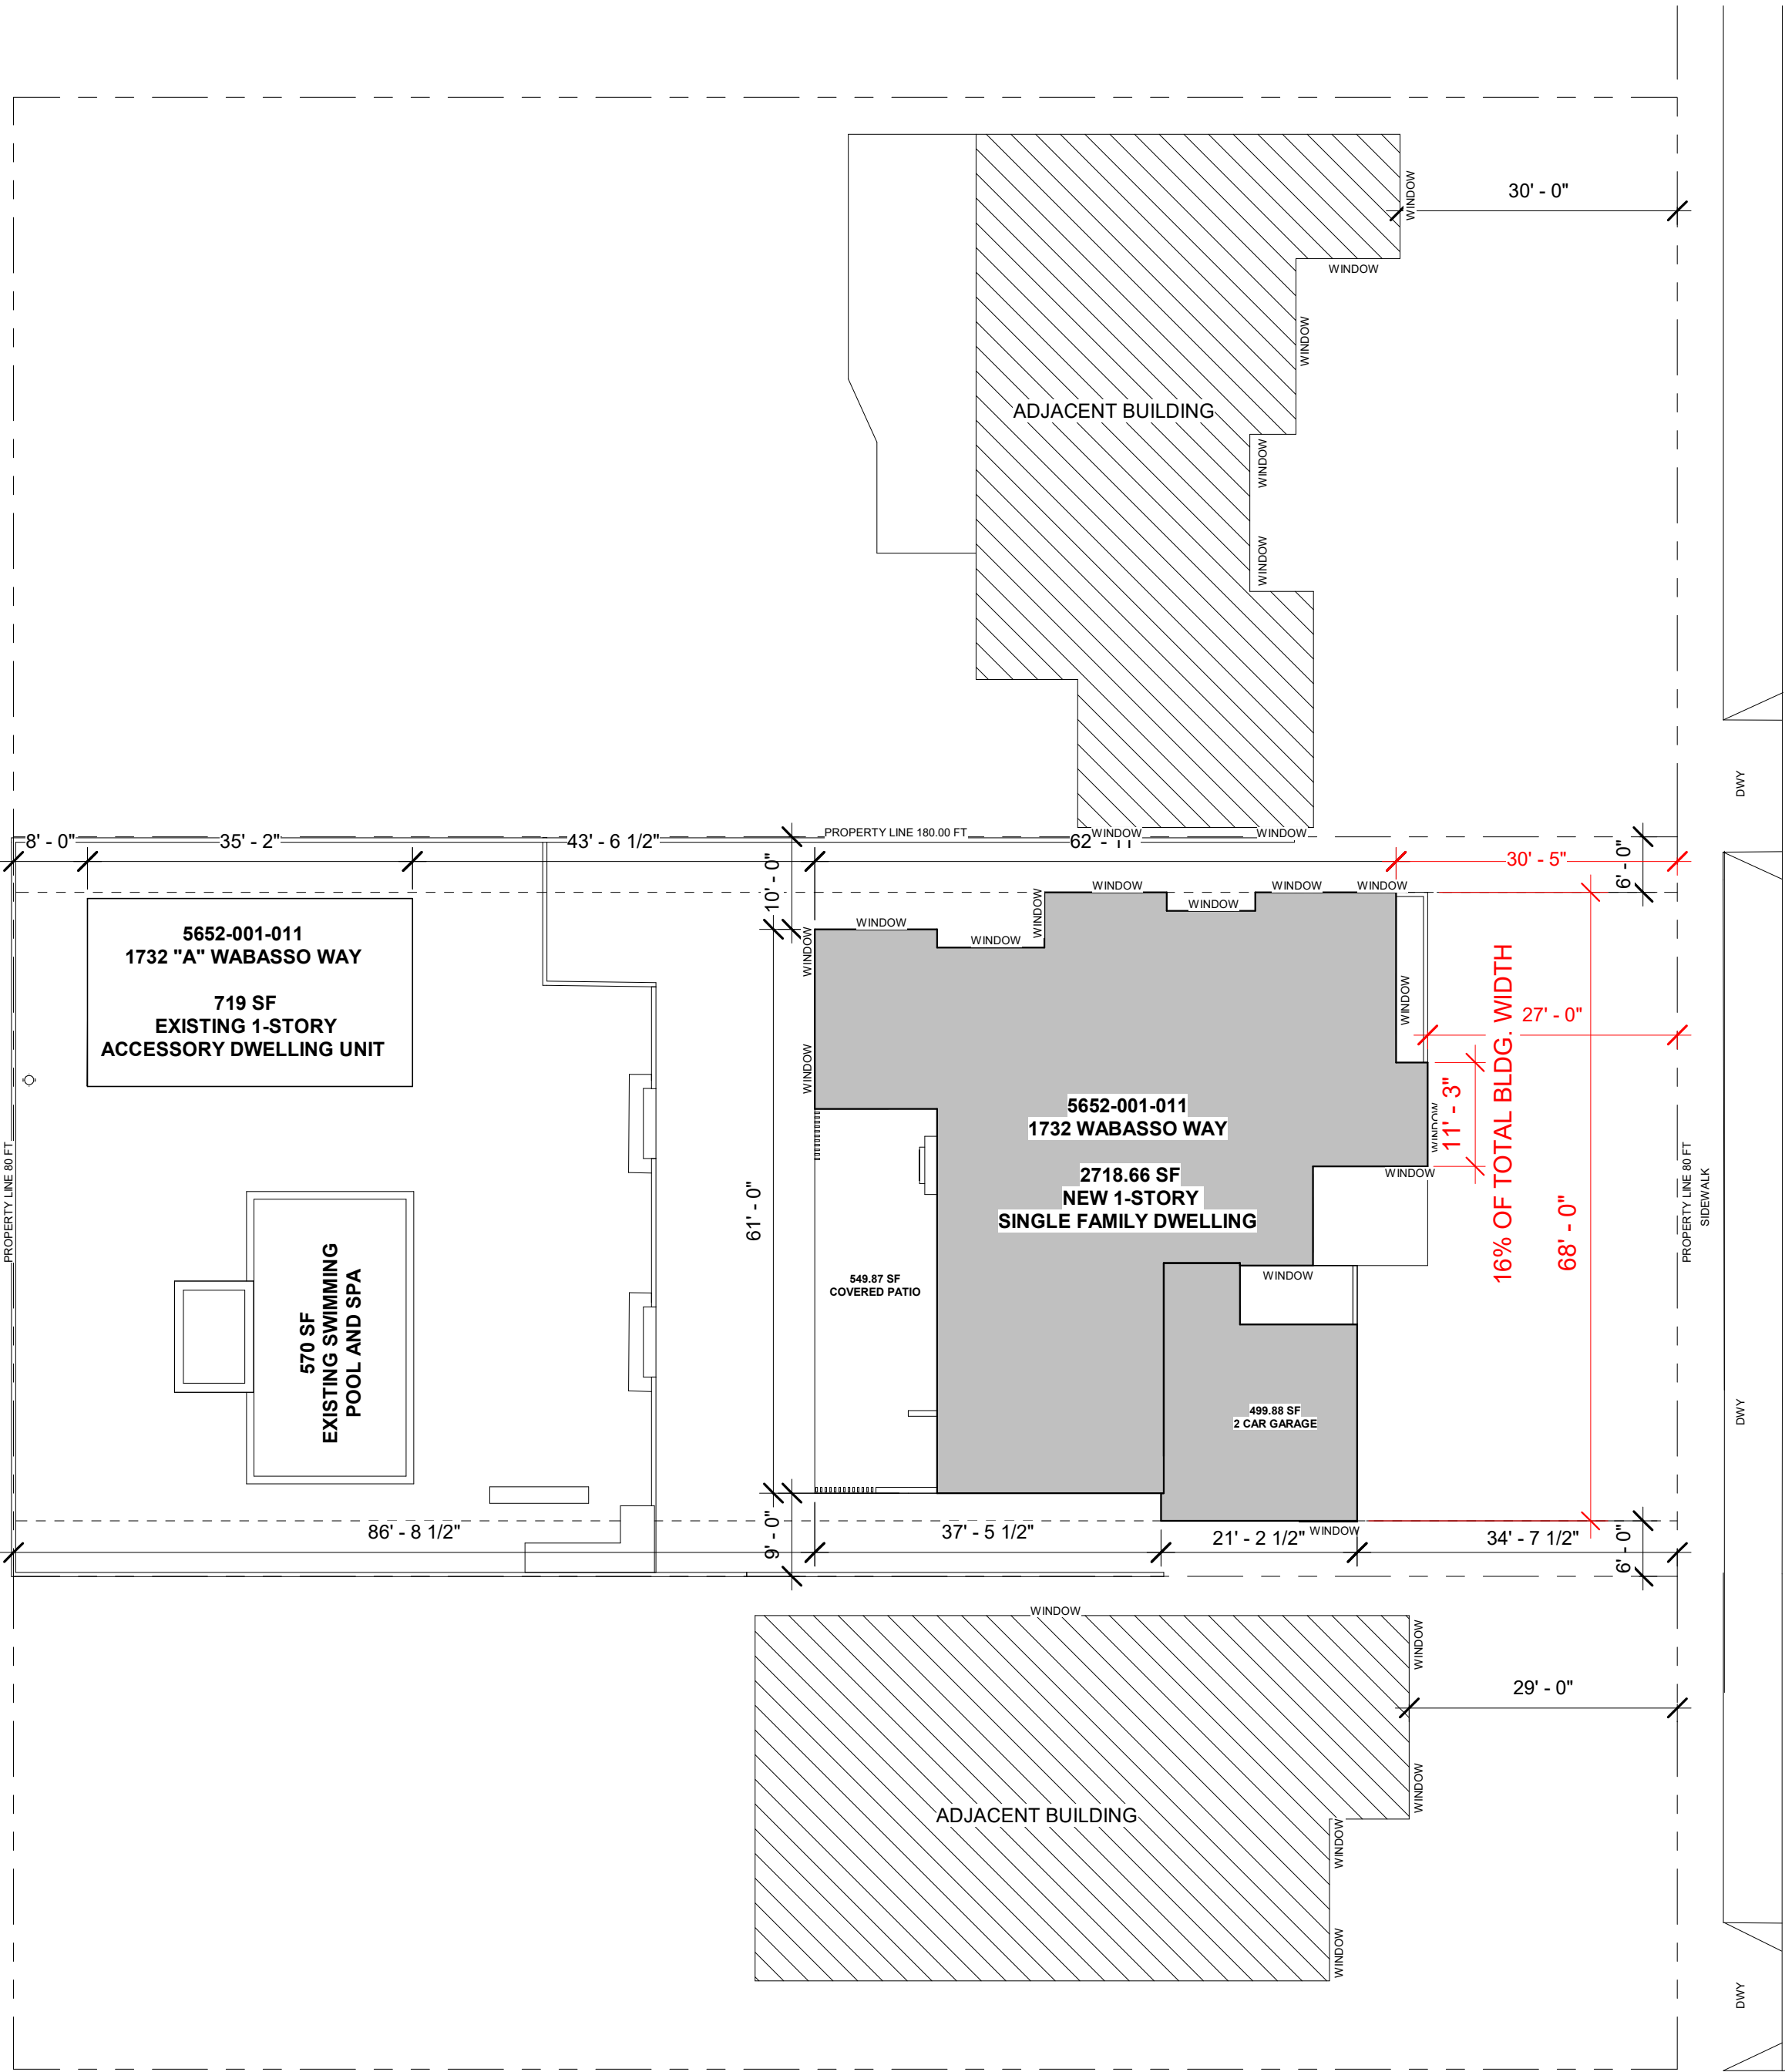 WINDOW
30' - 0"
WINDOW
WINDOW
ADJACENT BUILDING
WINDOW
WINDOW
DWY
8' - 0"
35' - 2"
43' - 6 1/2"
PROPERTY LINE 180.00 FT
WINDOW
WINDOW
62' - 11"
30' - 5"
6' - 0"
10' - 0"
WINDOW
WINDOW
WINDOW
WINDOW
WINDOW
WINDOW
WINDOW
WINDOW
5652-001-011
1732 "A" WABASSO WAY
719 SF
EXISTING 1-STORY
ACCESSORY DWELLING UNIT
WINDOW
WINDOW
WINDOW
27' - 0"
11' - 3"
WINDOW
WINDOW
16% OF TOTAL BLDG. WIDTH
68' - 0"
5652-001-011
1732 WABASSO WAY
2718.66 SF
NEW 1-STORY
SINGLE FAMILY DWELLING
PROPERTY LINE 80 FT
PROPERTY LINE 80 FT
SIDEWALK
61' - 0"
549.87 SF
COVERED PATIO
WINDOW
570 SF
EXISTING SWIMMING
POOL AND SPA
499.88 SF
2 CAR GARAGE
DWY
86' - 8 1/2"
9' - 0"
37' - 5 1/2"
21' - 2 1/2"
WINDOW
34' - 7 1/2"
6' - 0"
WINDOW
WINDOW
29' - 0"
WINDOW
ADJACENT BUILDING
WINDOW
WINDOW
DWY